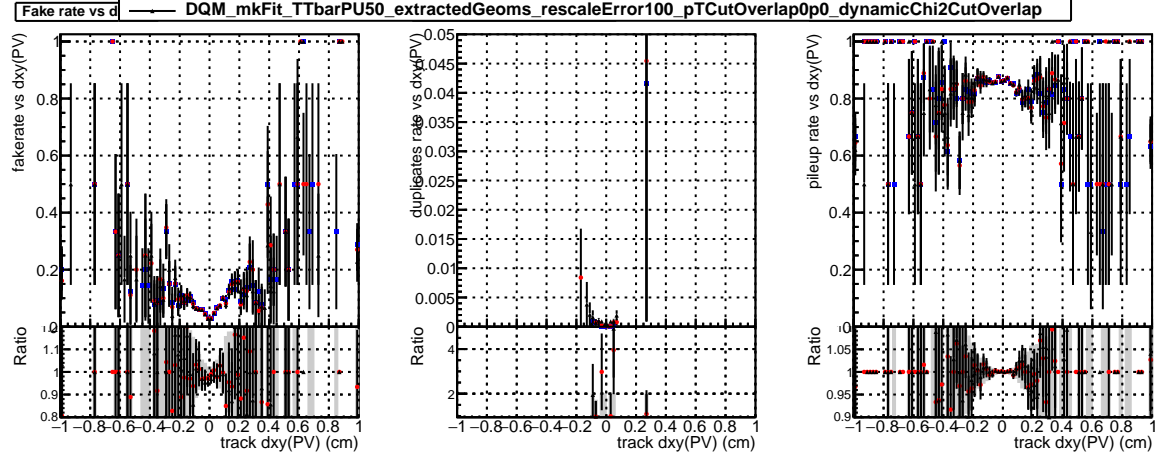 Fake rate vs d
DQM_mkFit_TTbarPU50_extractedGeoms_rescaleError100_pTCutOverlap0p0_dynamicChi2CutOverlap
fakerate vs dxy(PV)
1
0.8
0.6
0.4
0.2
Ratio
1.1
1
0.9
0.8
−1 −0.8 −0.6 −0.4 −0.2 0 0.2 0.4 0.6 0.8 1
track dxy(PV) (cm)
duplicates rate vs dxy(PV)
0.05
0.045
0.04
0.035
0.03
0.025
0.02
0.015
0.01
0.005
0
Ratio
4
2
−1 −0.8 −0.6 −0.4 −0.2 0 0.2 0.4 0.6 0.8 1
track dxy(PV) (cm)
pileup rate vs dxy(PV)
1
0.8
0.6
0.4
0.2
0
Ratio
1.05
1
0.95
0.9
−1 −0.8 −0.6 −0.4 −0.2 0 0.2 0.4 0.6 0.8 1
track dxy(PV) (cm)